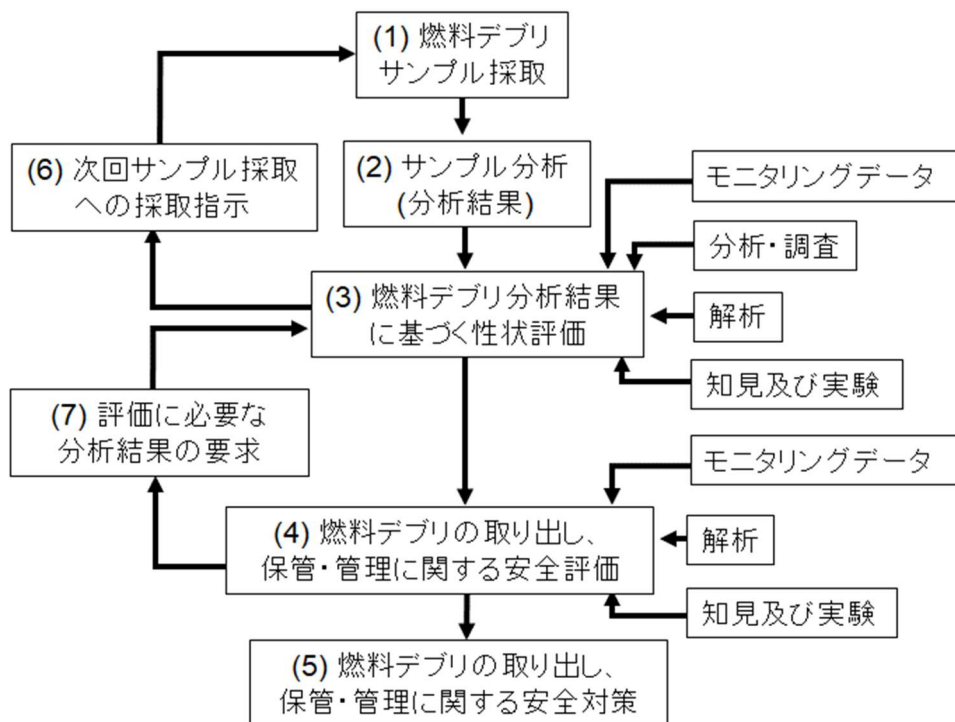 (1) 燃料デブリ
サンプル採取
(6) 次回サンプル採取
への採取指示
(2) サンプル分析
(分析結果)
モニタリングデータ
分析・調査
(3) 燃料デブリ分析結果
に基づく性状評価
解析
知見及び実験
(7) 評価に必要な
分析結果の要求
モニタリングデータ
(4) 燃料デブリの取り出し、
保管・管理に関する安全評価
解析
知見及び実験
(5) 燃料デブリの取り出し、
保管・管理に関する安全対策